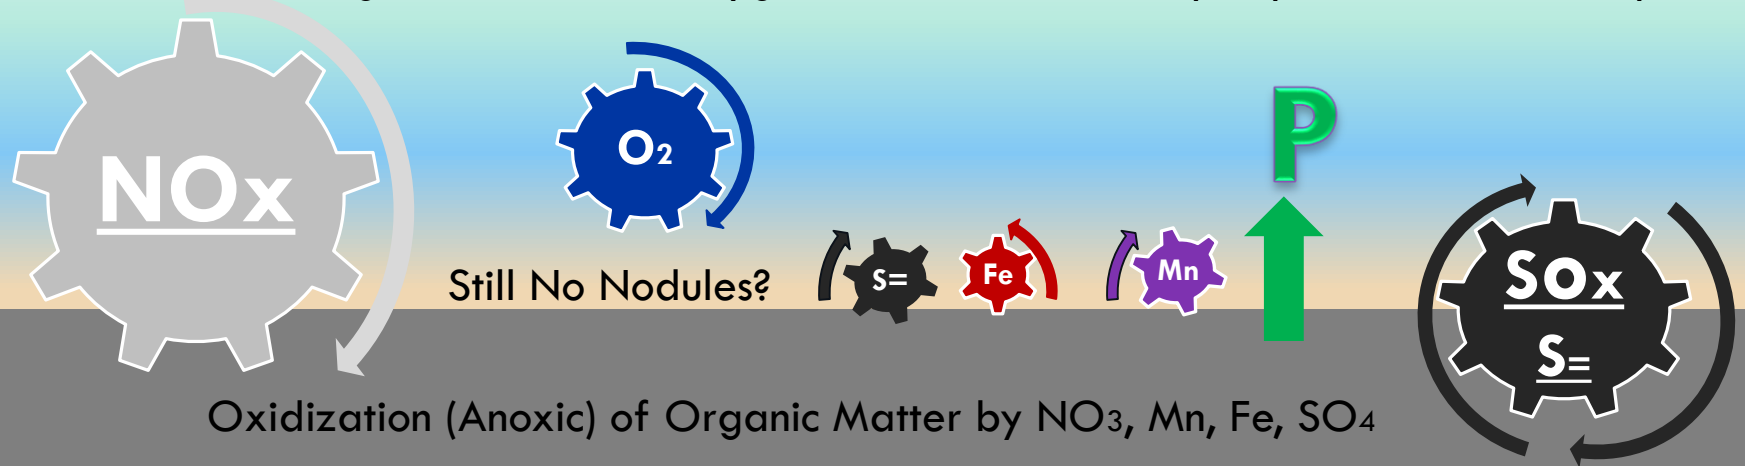 NOx
O2
P
Still No Nodules?
S=
Fe
Mn
SOx
S=
Oxidization (Anoxic) of Organic Matter by NO3, Mn, Fe, SO4